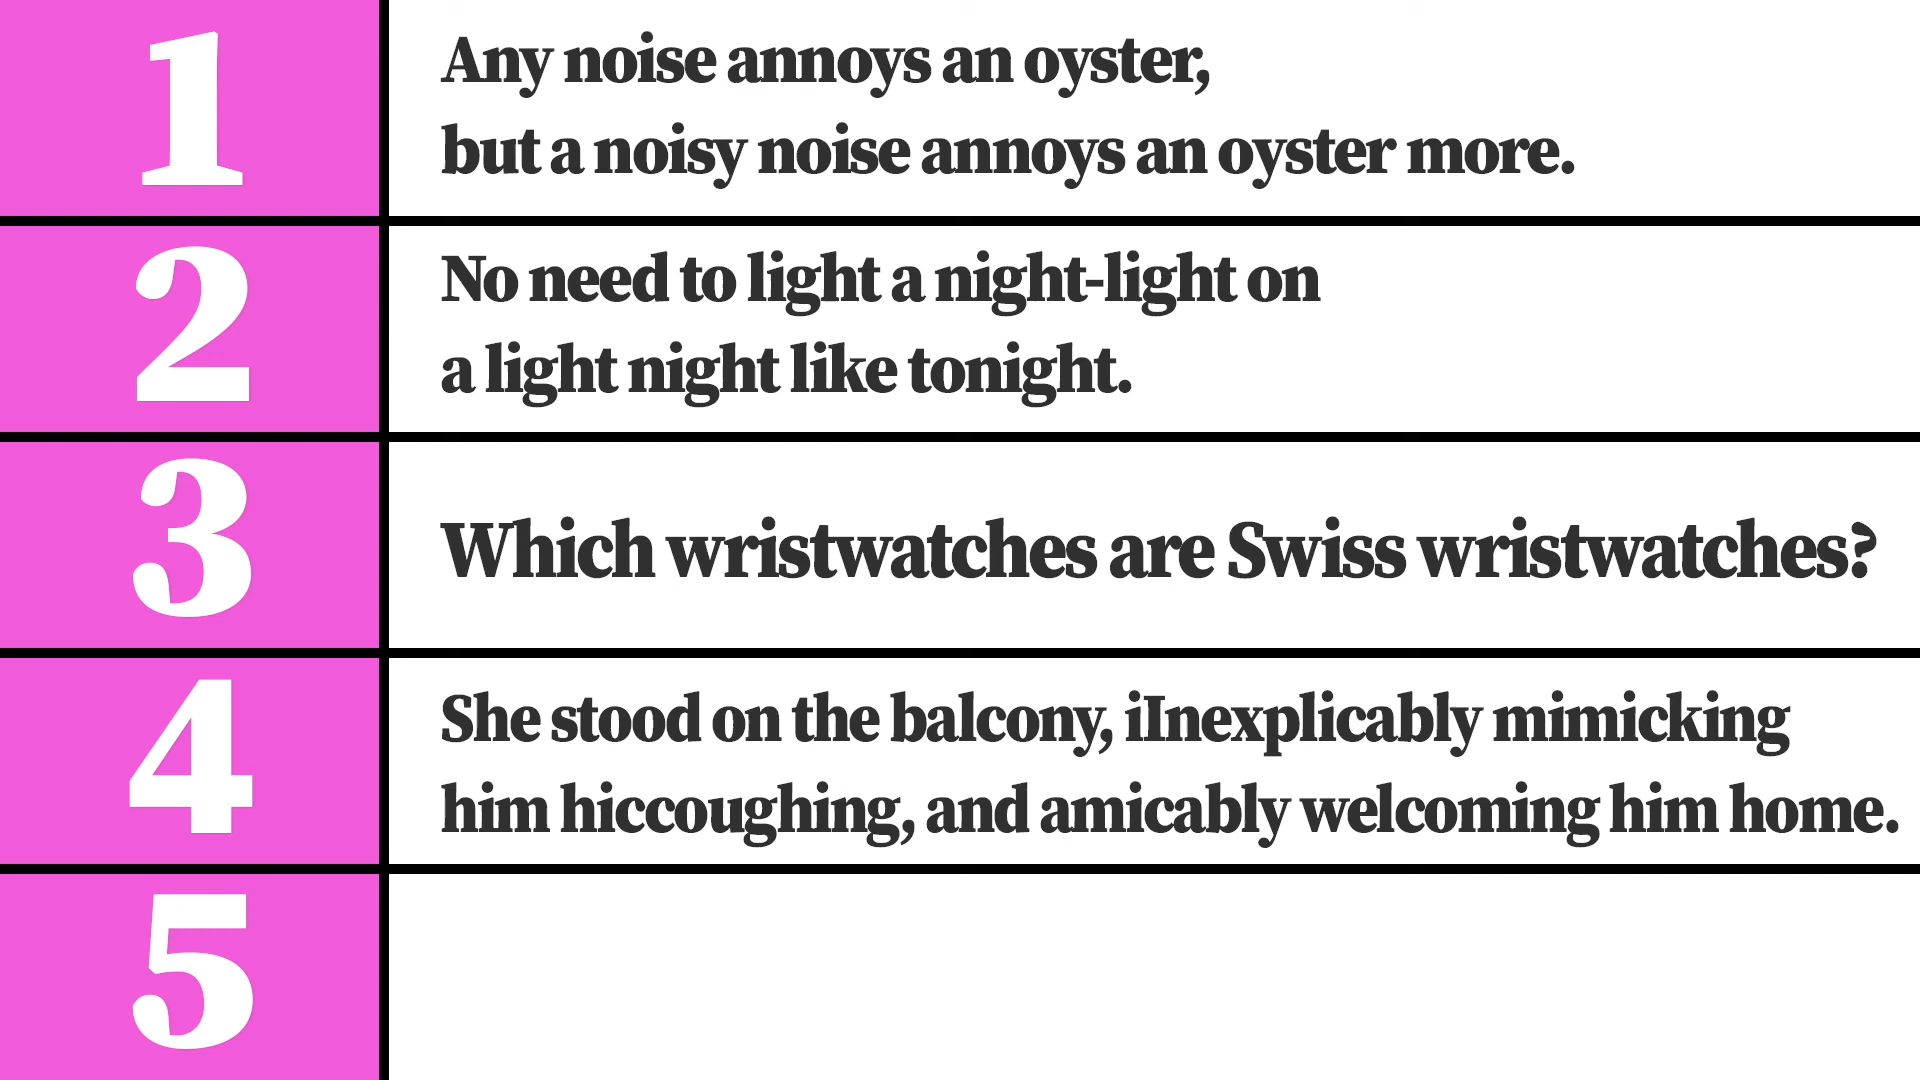 1
Any noise annoys an oyster,
but a noisy noise annoys an oyster more.
2
No need to light a night-light on
a light night like tonight.
3
Which wristwatches are Swiss wristwatches?
4
She stood on the balcony, iInexplicably mimicking
him hiccoughing, and amicably welcoming him home.
5